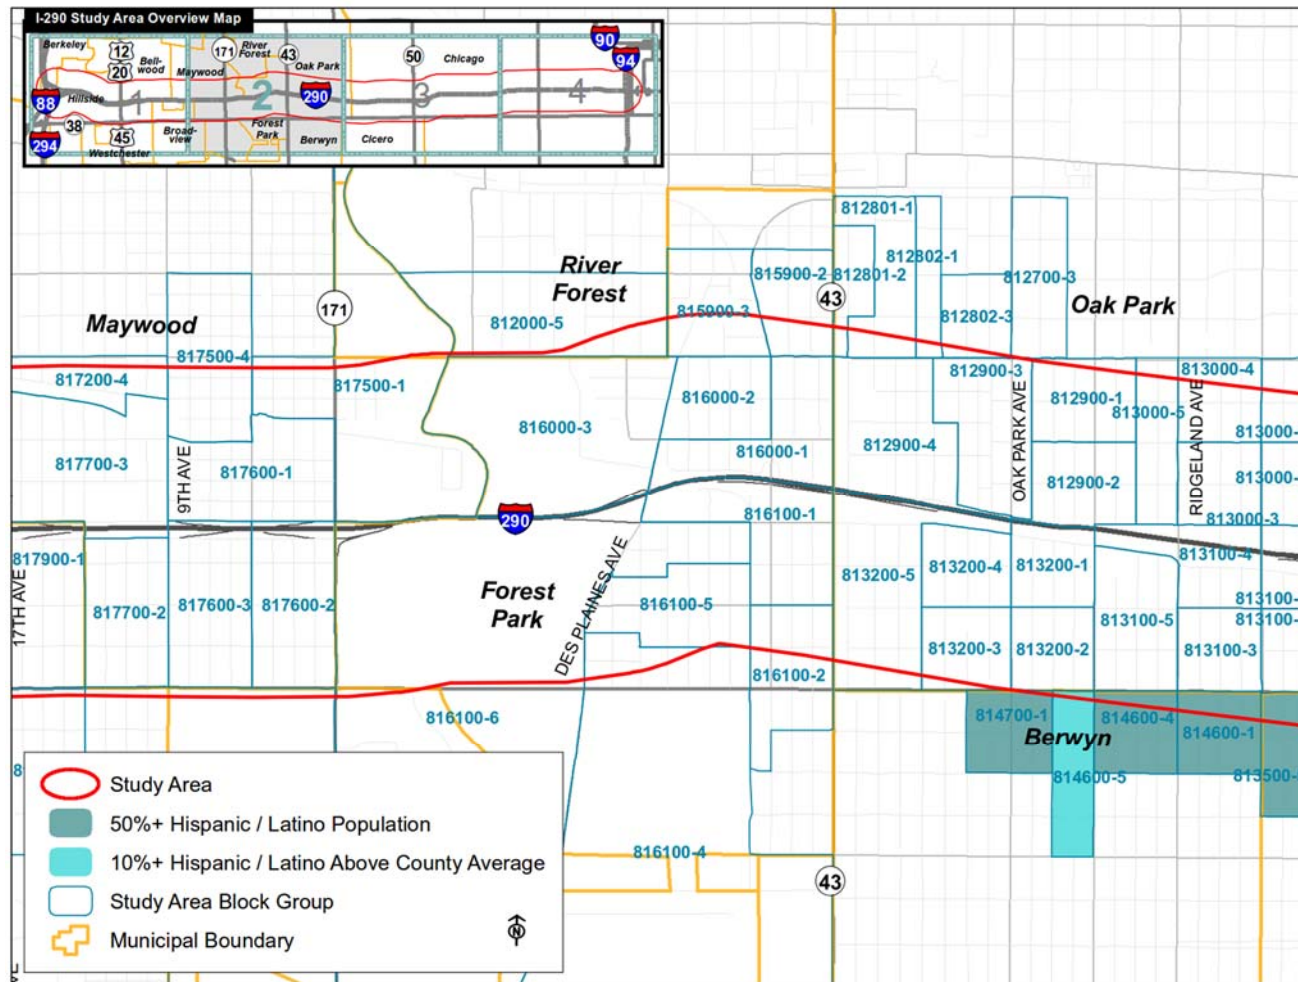 I-290 Study Area Overview Map
Berkeley
12
20
Bell-
wood
171
River
Forest
43
Oak Park
50
Chicago
90
94
Maywood
88
Hillside
1
2
290
3
4
38
45
Broad-
view
Forest
Park
Berwyn
Cicero
294
Westchester
812801-1
River
Forest
815900-2
812801-2
812802-1
812700-3
Oak Park
Maywood
171
43
812000-5
815900-3
812802-3
817500-4
817200-4
817500-1
812900-3
813000-4
816000-2
812900-1
813000-5
816000-3
813000-
817700-3
9TH AVE
817600-1
816000-1
812900-4
OAK PARK AVE
812900-2
RIDGELAND AVE
813000-
290
816100-1
813000-3
817900-1
813100-4
17TH AVE
817700-2
817600-3
817600-2
Forest
Park
DES PLAINES AVE
816100-5
813200-5
813200-4
813200-1
813100-
813100-5
813100-
813200-3
813200-2
813100-3
816100-2
816100-6
814700-1
814600-4
814600-1
Berwyn
8
814600-5
813500-
816100-4
43
Study Area
50%+ Hispanic / Latino Population
10%+ Hispanic / Latino Above County Average
Study Area Block Group
Municipal Boundary
N